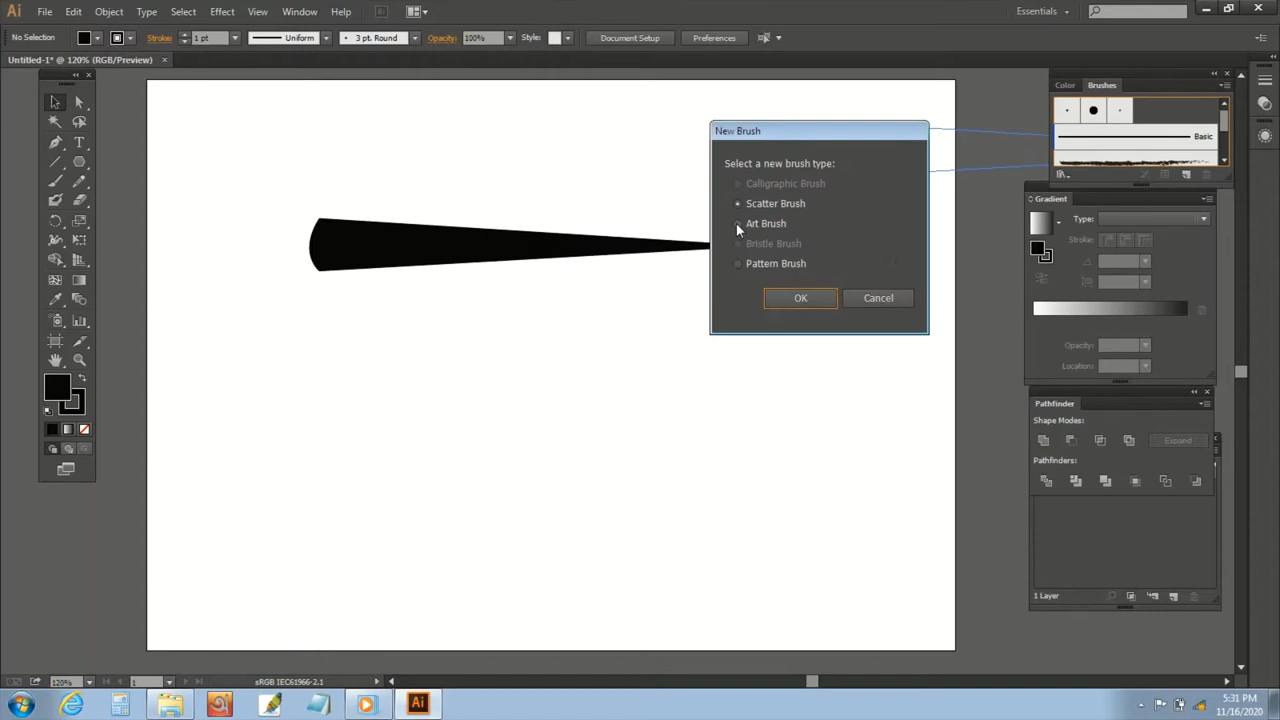 Ai File Edit Object Type Select Effect View Window Help Essentials
No Selection Stroke: 1 pt Uniform 3 pt. Round Opacity: 100% Style: Document Setup Preferences
Untitled-1* @ 120% (RGB/Preview)
Color Brushes
Basic
New Brush
Select a new brush type:
Calligraphic Brush
Scatter Brush
Art Brush
Bristle Brush
Pattern Brush
OK Cancel
Gradient
Type:
Stroke:
Opacity:
Location:
Pathfinder
Shape Modes:
Expand
Pathfinders:
1 Layer
120% 1 sRGB IEC61966-2.1
Ai
5:31 PM
11/16/2020